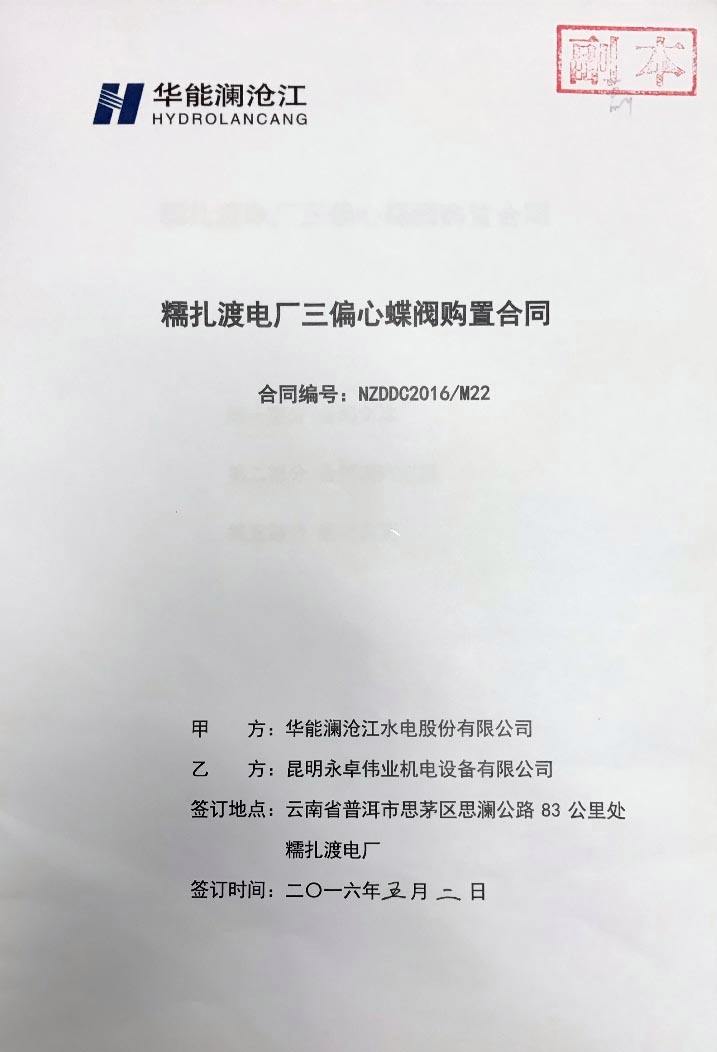 副本
华能澜沧江
HYDROLANCANG
糯扎渡电厂三偏心蝶阀购置合同
合同编号：NZDDC2016/M22
甲　　方：华能澜沧江水电股份有限公司
乙　　方：昆明永卓伟业机电设备有限公司
签订地点：云南省普洱市思茅区思澜公路 83 公里处
糯扎渡电厂
签订时间：二〇一六年五月二日